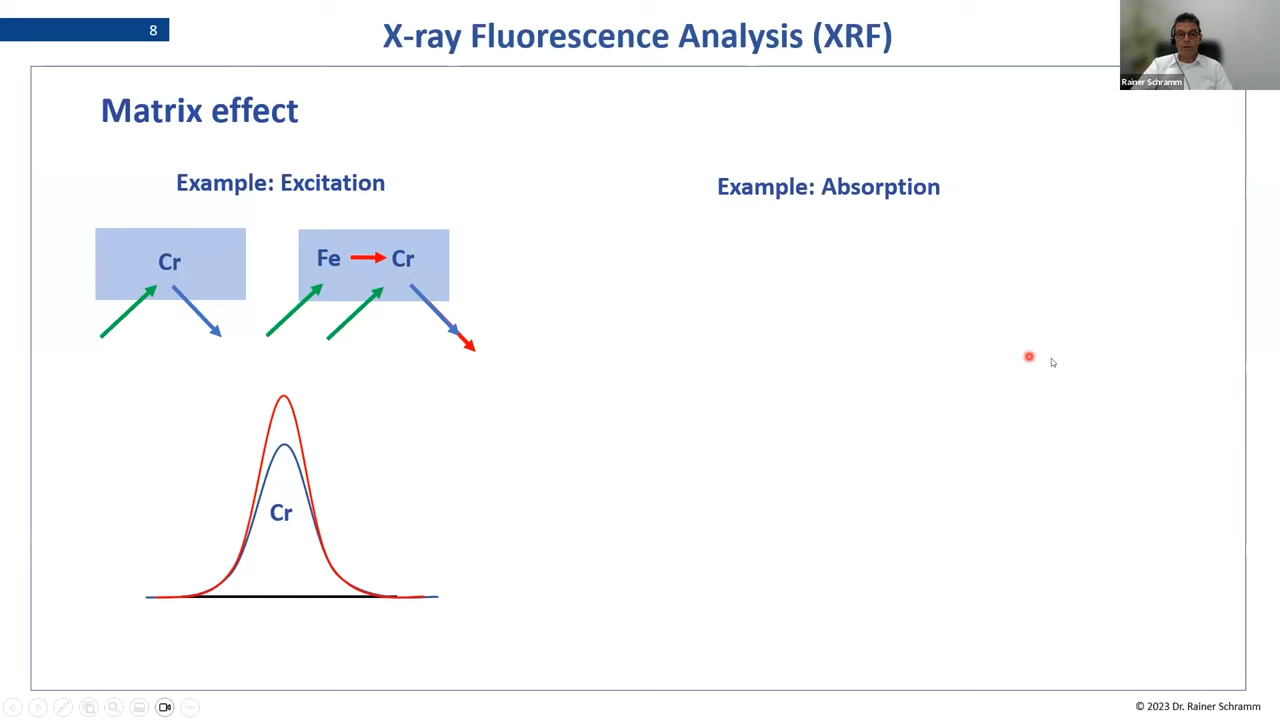 8
X-ray Fluorescence Analysis (XRF)
Rainer Schramm
Matrix effect
Example: Excitation
Example: Absorption
Cr
Fe Cr
Cr
© 2023 Dr. Rainer Schramm